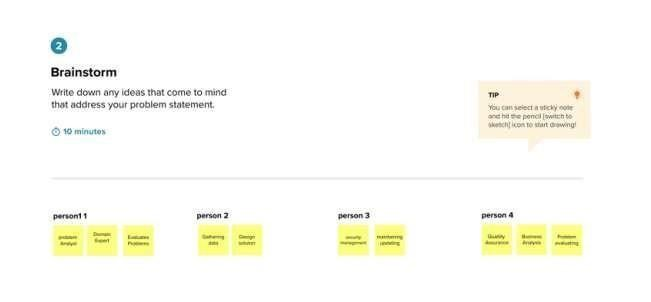 2
Brainstorm
Write down any ideas that come to mind
that address your problem statement.
10 minutes
TIP
You can select a sticky note
and hit the pencil [switch to
sketch] icon to start drawing!
person1 1
problem
Analyst
Domain
Expert
Evaluates
Problems
person 2
Gathering
data
Design
solution
person 3
security
management
maintaining
updating
person 4
Quality
Assurance
Business
Analysis
Problem
evaluating